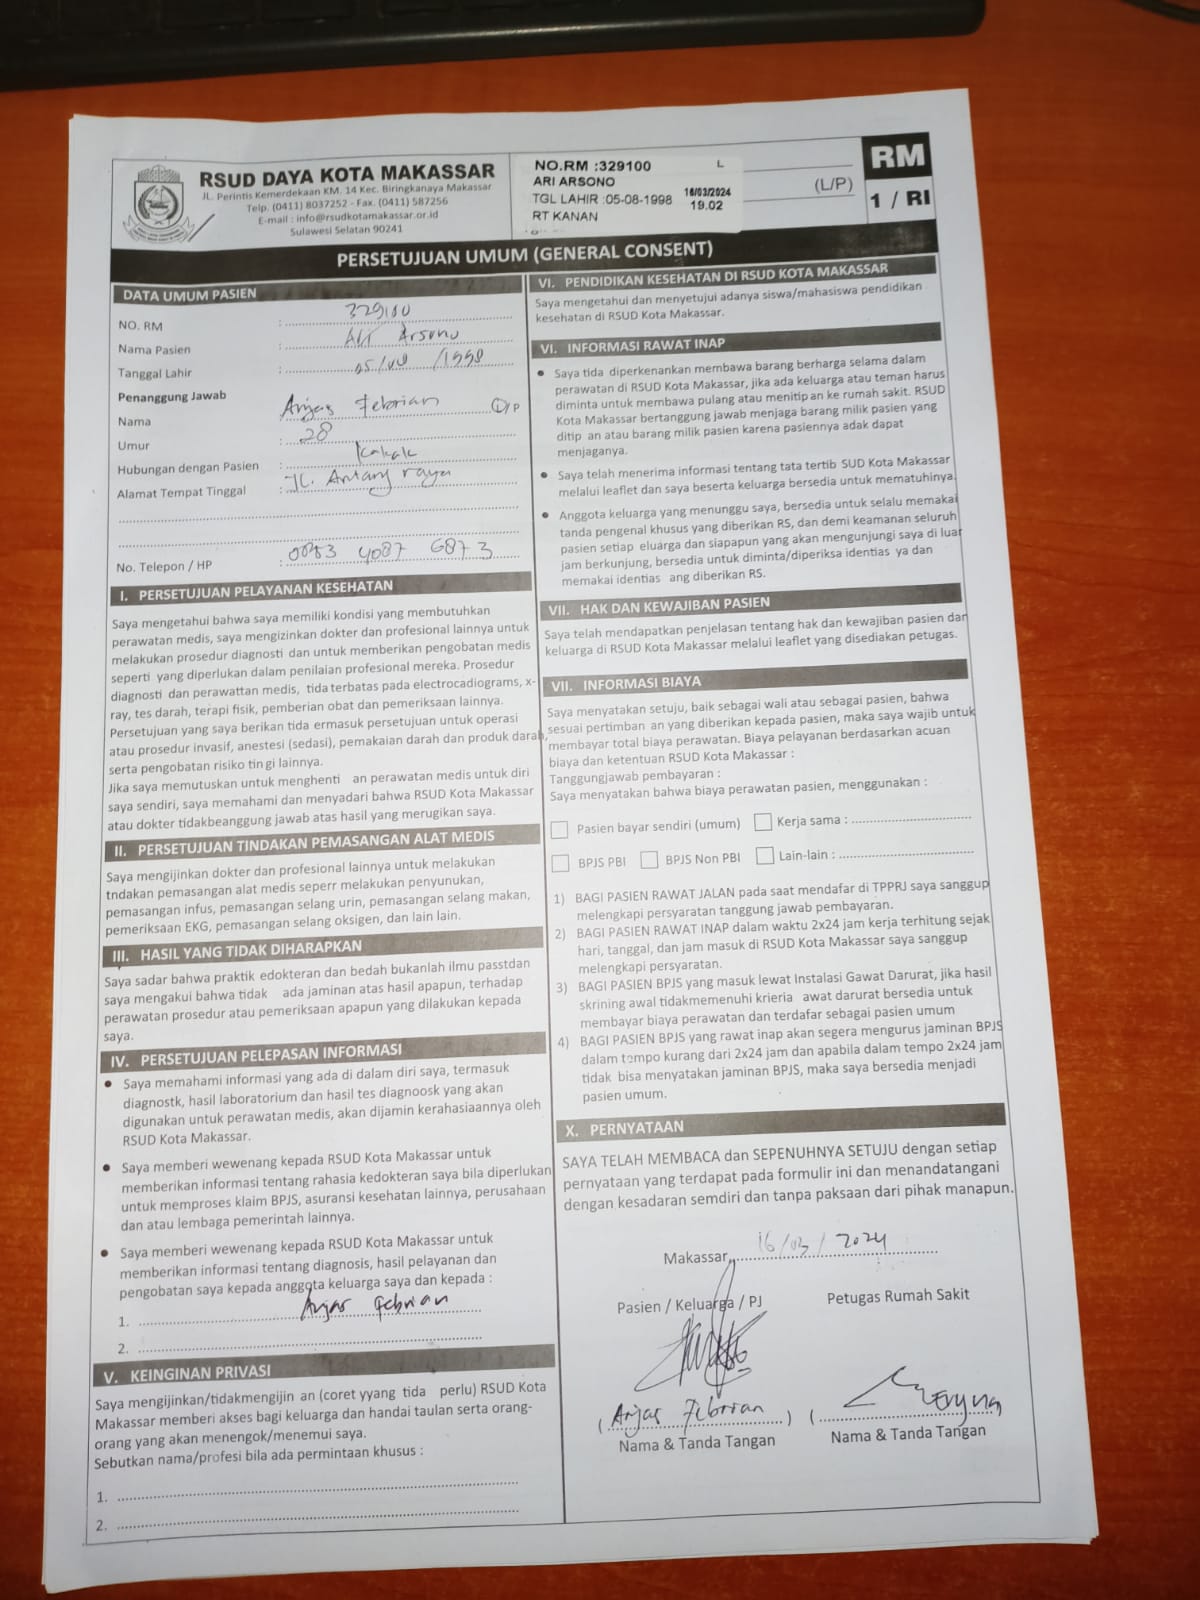 RSUD DAYA KOTA MAKASSAR
JL. Perintis Kemerdekaan KM. 14 Kec. Biringkanaya Makassar
Telp. (0411) 8037252 - Fax. (0411) 587256
E-mail : info@rsudkotamakassar.or.id
Sulawesi Selatan 90241
NO.RM :329100 L
ARI ARSONO
TGL LAHIR :05-08-1998
RT KANAN
16/03/2024
19.02
(L/P)
RM
1 / RI
PERSETUJUAN UMUM (GENERAL CONSENT)
DATA UMUM PASIEN
NO. RM : 329100
Nama Pasien : Ari Arsono
Tanggal Lahir : 05/08/1998
Penanggung Jawab
Nama : Anjas Febrian L/P
Umur : 28
Hubungan dengan Pasien : Kakak
Alamat Tempat Tinggal : Jl. Antang raya
No. Telepon / HP : 0853 4087 6873
I. PERSETUJUAN PELAYANAN KESEHATAN
Saya mengetahui bahwa saya memiliki kondisi yang membutuhkan
perawatan medis, saya mengizinkan dokter dan profesional lainnya untuk
melakukan prosedur diagnosti dan untuk memberikan pengobatan medis
seperti yang diperlukan dalam penilaian profesional mereka. Prosedur
diagnosti dan perawattan medis, tida terbatas pada electrocadiograms, x-
ray, tes darah, terapi fisik, pemberian obat dan pemeriksaan lainnya.
Persetujuan yang saya berikan tida ermasuk persetujuan untuk operasi
atau prosedur invasif, anestesi (sedasi), pemakaian darah dan produk darah,
serta pengobatan risiko tin gi lainnya.
Jika saya memutuskan untuk menghenti an perawatan medis untuk diri
saya sendiri, saya memahami dan menyadari bahwa RSUD Kota Makassar
atau dokter tidakbeanggung jawab atas hasil yang merugikan saya.
II. PERSETUJUAN TINDAKAN PEMASANGAN ALAT MEDIS
Saya mengijinkan dokter dan profesional lainnya untuk melakukan
tndakan pemasangan alat medis seperr melakukan penyunukan,
pemasangan infus, pemasangan selang urin, pemasangan selang makan,
pemeriksaan EKG, pemasangan selang oksigen, dan lain lain.
III. HASIL YANG TIDAK DIHARAPKAN
Saya sadar bahwa praktik edokteran dan bedah bukanlah ilmu passtdan
saya mengakui bahwa tidak ada jaminan atas hasil apapun, terhadap
perawatan prosedur atau pemeriksaan apapun yang dilakukan kepada
saya.
IV. PERSETUJUAN PELEPASAN INFORMASI
• Saya memahami informasi yang ada di dalam diri saya, termasuk
diagnostk, hasil laboratorium dan hasil tes diagnoosk yang akan
digunakan untuk perawatan medis, akan dijamin kerahasiaannya oleh
RSUD Kota Makassar.
• Saya memberi wewenang kepada RSUD Kota Makassar untuk
memberikan informasi tentang rahasia kedokteran saya bila diperlukan
untuk memproses klaim BPJS, asuransi kesehatan lainnya, perusahaan
dan atau lembaga pemerintah lainnya.
• Saya memberi wewenang kepada RSUD Kota Makassar untuk
memberikan informasi tentang diagnosis, hasil pelayanan dan
pengobatan saya kepada anggota keluarga saya dan kepada :
1. Anjas Febrian
2.
V. KEINGINAN PRIVASI
Saya mengijinkan/tidakmengijin an (coret yyang tida perlu) RSUD Kota
Makassar memberi akses bagi keluarga dan handai taulan serta orang-
orang yang akan menengok/menemui saya.
Sebutkan nama/profesi bila ada permintaan khusus :
1.
2.
VI. PENDIDIKAN KESEHATAN DI RSUD KOTA MAKASSAR
Saya mengetahui dan menyetujui adanya siswa/mahasiswa pendidikan
kesehatan di RSUD Kota Makassar.
VI. INFORMASI RAWAT INAP
• Saya tida diperkenankan membawa barang berharga selama dalam
perawatan di RSUD Kota Makassar, jika ada keluarga atau teman harus
diminta untuk membawa pulang atau menitip an ke rumah sakit. RSUD
Kota Makassar bertanggung jawab menjaga barang milik pasien yang
ditip an atau barang milik pasien karena pasiennya adak dapat
menjaganya.
• Saya telah menerima informasi tentang tata tertib SUD Kota Makassar
melalui leaflet dan saya beserta keluarga bersedia untuk mematuhinya.
• Anggota keluarga yang menunggu saya, bersedia untuk selalu memakai
tanda pengenal khusus yang diberikan RS, dan demi keamanan seluruh
pasien setiap eluarga dan siapapun yang akan mengunjungi saya di luar
jam berkunjung, bersedia untuk diminta/diperiksa identias ya dan
memakai identias ang diberikan RS.
VII. HAK DAN KEWAJIBAN PASIEN
Saya telah mendapatkan penjelasan tentang hak dan kewajiban pasien dan
keluarga di RSUD Kota Makassar melalui leaflet yang disediakan petugas.
VII. INFORMASI BIAYA
Saya menyatakan setuju, baik sebagai wali atau sebagai pasien, bahwa
sesuai pertimban an yang diberikan kepada pasien, maka saya wajib untuk
membayar total biaya perawatan. Biaya pelayanan berdasarkan acuan
biaya dan ketentuan RSUD Kota Makassar :
Tanggungjawab pembayaran :
Saya menyatakan bahwa biaya perawatan pasien, menggunakan :
Pasien bayar sendiri (umum) Kerja sama :
BPJS PBI BPJS Non PBI Lain-lain :
1) BAGI PASIEN RAWAT JALAN pada saat mendafar di TPPRJ saya sanggup
melengkapi persyaratan tanggung jawab pembayaran.
2) BAGI PASIEN RAWAT INAP dalam waktu 2x24 jam kerja terhitung sejak
hari, tanggal, dan jam masuk di RSUD Kota Makassar saya sanggup
melengkapi persyaratan.
3) BAGI PASIEN BPJS yang masuk lewat Instalasi Gawat Darurat, jika hasil
skrining awal tidakmemenuhi krieria awat darurat bersedia untuk
membayar biaya perawatan dan terdafar sebagai pasien umum
4) BAGI PASIEN BPJS yang rawat inap akan segera mengurus jaminan BPJS
dalam tempo kurang dari 2x24 jam dan apabila dalam tempo 2x24 jam
tidak bisa menyatakan jaminan BPJS, maka saya bersedia menjadi
pasien umum.
X. PERNYATAAN
SAYA TELAH MEMBACA dan SEPENUHNYA SETUJU dengan setiap
pernyataan yang terdapat pada formulir ini dan menandatangani
dengan kesadaran semdiri dan tanpa paksaan dari pihak manapun.
Makassar, 16/03/2024
Pasien / Keluarga / PJ Petugas Rumah Sakit
(Anjas Febrian) (
Nama & Tanda Tangan Nama & Tanda Tangan